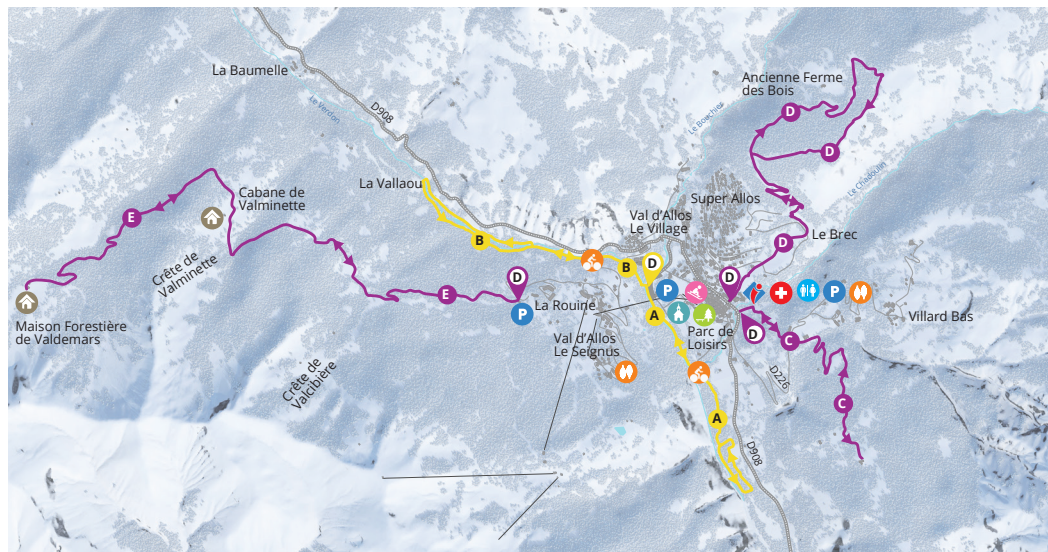 La Baumelle
Ancienne Ferme
des Bois
D908
Le Verdon
Le Bouchier
D
D
Le Chadoulin
La Vallaou
Cabane de
Valminette
Super Allos
Val d'Allos
Le Village
E
Le Brec
B
D
Crête de
Valminette
B
D
D
D
E
P
P
La Rouine
Maison Forestière
de Valdemars
P
A
Parc de
Loisirs
Villard Bas
D
Val d'Allos
Le Seignus
C
Crête de
Valcibière
D226
C
A
D908